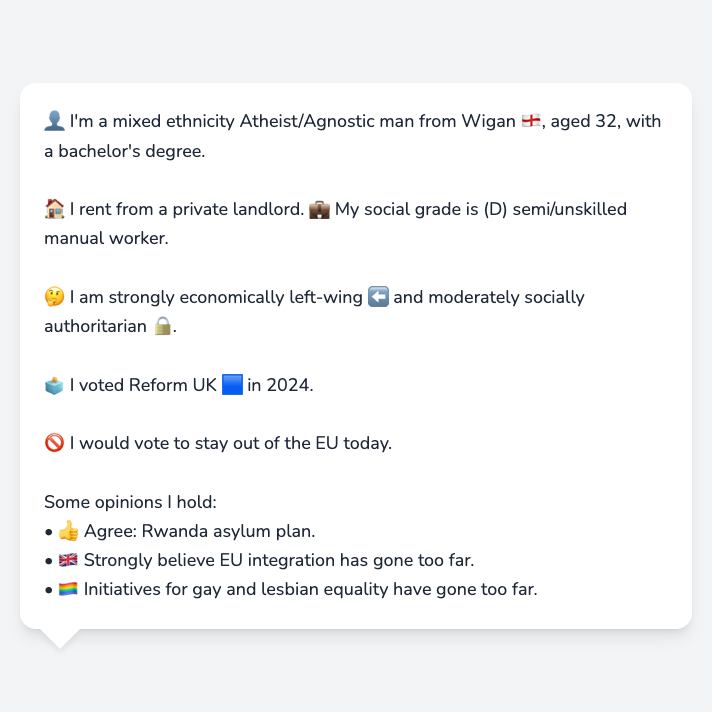 👤 I'm a mixed ethnicity Atheist/Agnostic man from Wigan 🏴󠁧󠁢󠁥󠁮󠁧󠁿, aged 32, with
a bachelor's degree.
🏠 I rent from a private landlord. 💼 My social grade is (D) semi/unskilled
manual worker.
🤔 I am strongly economically left-wing ⬅️ and moderately socially
authoritarian 🔒.
🗳️ I voted Reform UK 🟦 in 2024.
🚫 I would vote to stay out of the EU today.
Some opinions I hold:
• 👍 Agree: Rwanda asylum plan.
• 🇬🇧 Strongly believe EU integration has gone too far.
• 🏳️‍🌈 Initiatives for gay and lesbian equality have gone too far.